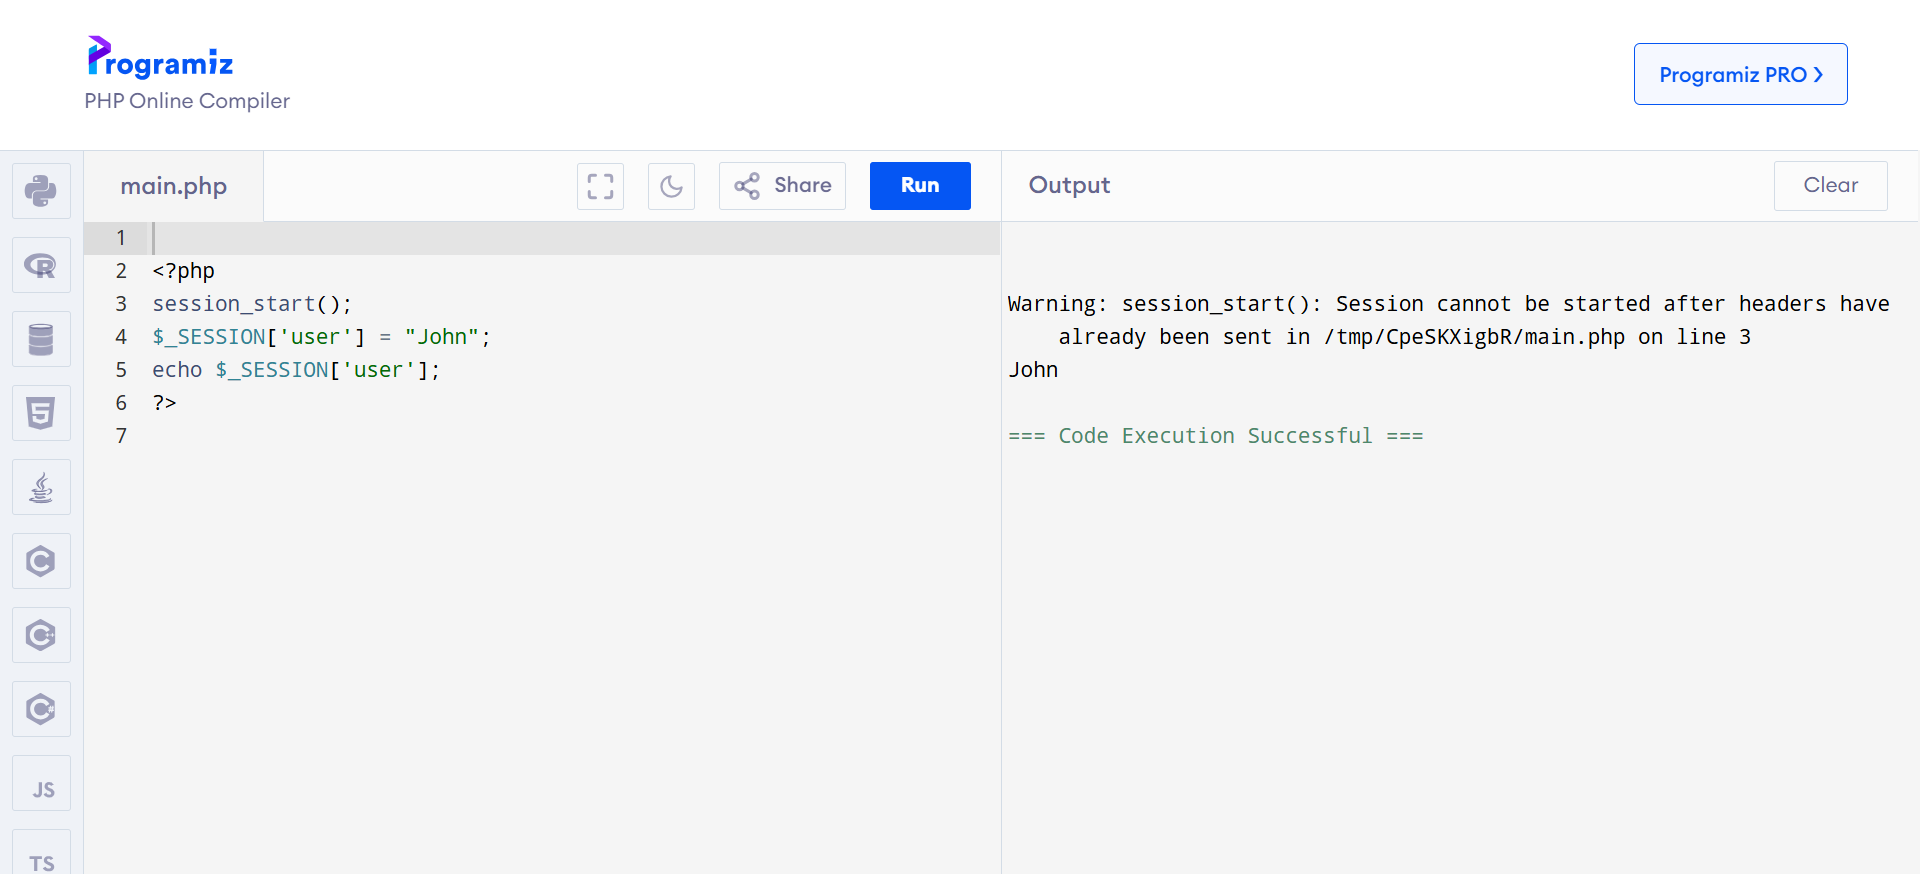 Programiz
PHP Online Compiler
Programiz PRO ›
main.php
Share
Run
Output
Clear
1
2 <?php
3 session_start();
4 $_SESSION['user'] = "John";
5 echo $_SESSION['user'];
6 ?>
7
Warning: session_start(): Session cannot be started after headers have
already been sent in /tmp/CpeSKXigbR/main.php on line 3
John
=== Code Execution Successful ===
R
5
C
C++
C#
JS
TS